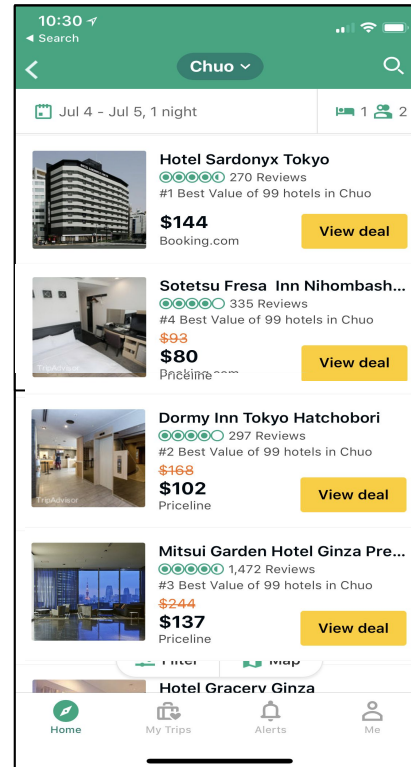 10:30
◀ Search
Chuo
Jul 4 - Jul 5, 1 night
1 2
Hotel Sardonyx Tokyo
270 Reviews
#1 Best Value of 99 hotels in Chuo
$144
Booking.com
View deal
Sotetsu Fresa Inn Nihombash...
335 Reviews
#4 Best Value of 99 hotels in Chuo
$93
$80
Priceline
View deal
TripAdvisor
Dormy Inn Tokyo Hatchobori
297 Reviews
#2 Best Value of 99 hotels in Chuo
$168
$102
Priceline
View deal
TripAdvisor
Mitsui Garden Hotel Ginza Pre...
1,472 Reviews
#3 Best Value of 99 hotels in Chuo
$244
$137
Priceline
View deal
Filter Map
Hotel Gracery Ginza
Home My Trips Alerts Me